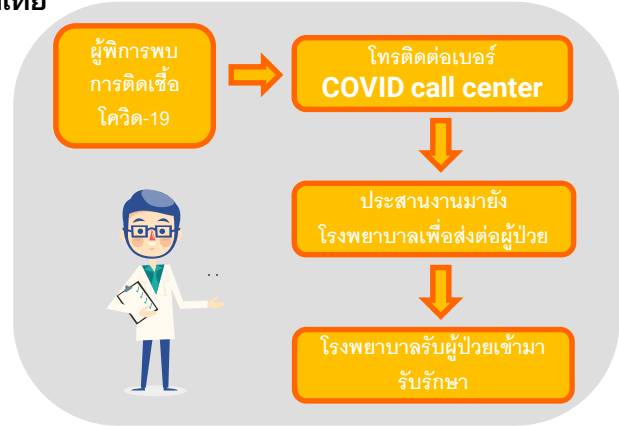 ผู้พิการพบ
การติดเชื้อ
โควิด-19
โทรติดต่อเบอร์
COVID call center
ประสานงานมายัง
โรงพยาบาลเพื่อส่งต่อผู้ป่วย
โรงพยาบาลรับผู้ป่วยเข้ามา
รับรักษา